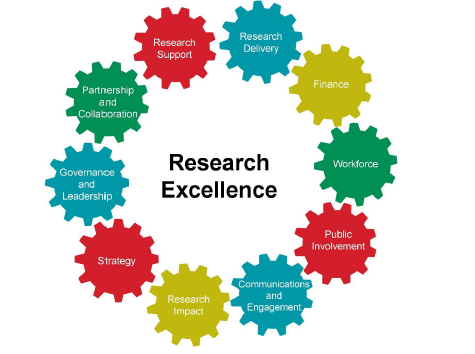 Research
Support
Research
Delivery
Finance
Workforce
Public
Involvement
Communications
and
Engagement
Research
Impact
Strategy
Governance
and
Leadership
Partnership
and
Collaboration
Research
Excellence